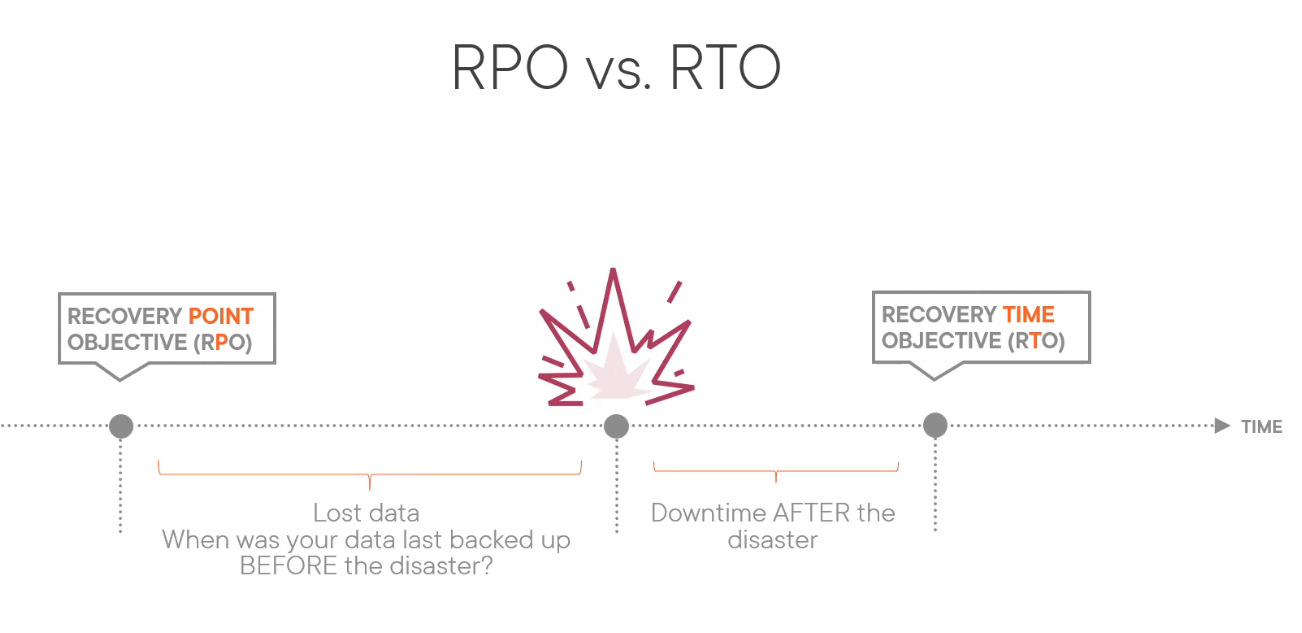 RPO vs. RTO
RECOVERY POINT
OBJECTIVE (RPO)
RECOVERY TIME
OBJECTIVE (RTO)
TIME
Lost data
When was your data last backed up
BEFORE the disaster?
Downtime AFTER the
disaster